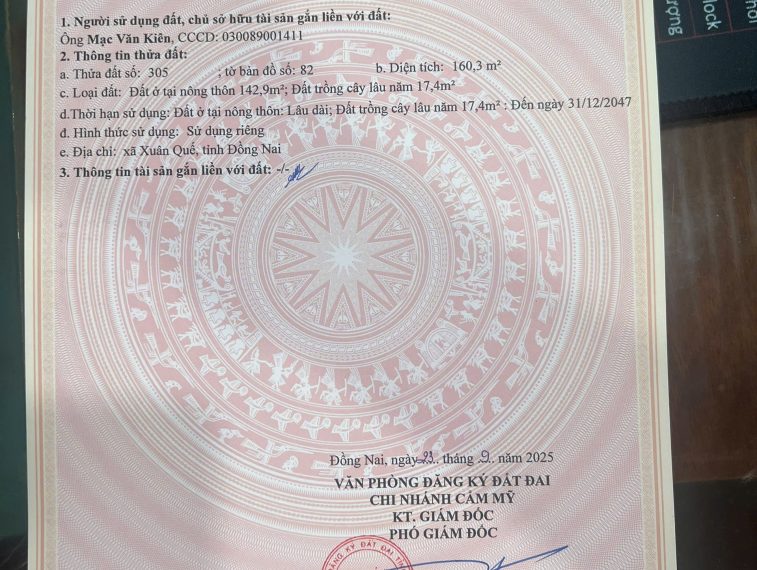 1. Người sử dụng đất, chủ sở hữu tài sản gắn liền với đất:
Ông Mạc Văn Kiên, CCCD: 030089001411
2. Thông tin thửa đất:
a. Thửa đất số: 305 ; tờ bản đồ số: 82 b. Diện tích: 160,3 m²
c. Loại đất: Đất ở tại nông thôn 142,9m²; Đất trồng cây lâu năm 17,4m²
d.Thời hạn sử dụng: Đất ở tại nông thôn: Lâu dài; Đất trồng cây lâu năm 17,4m² ; Đến ngày 31/12/2047
đ. Hình thức sử dụng: Sử dụng riêng
e. Địa chỉ: xã Xuân Quế, tỉnh Đồng Nai
3. Thông tin tài sản gắn liền với đất: -/-
Đồng Nai, ngày 23 tháng 9 năm 2025
VĂN PHÒNG ĐĂNG KÝ ĐẤT ĐAI
CHI NHÁNH CẨM MỸ
KT. GIÁM ĐỐC
PHÓ GIÁM ĐỐC
ĐĂNG KÝ ĐẤT ĐAI
lock